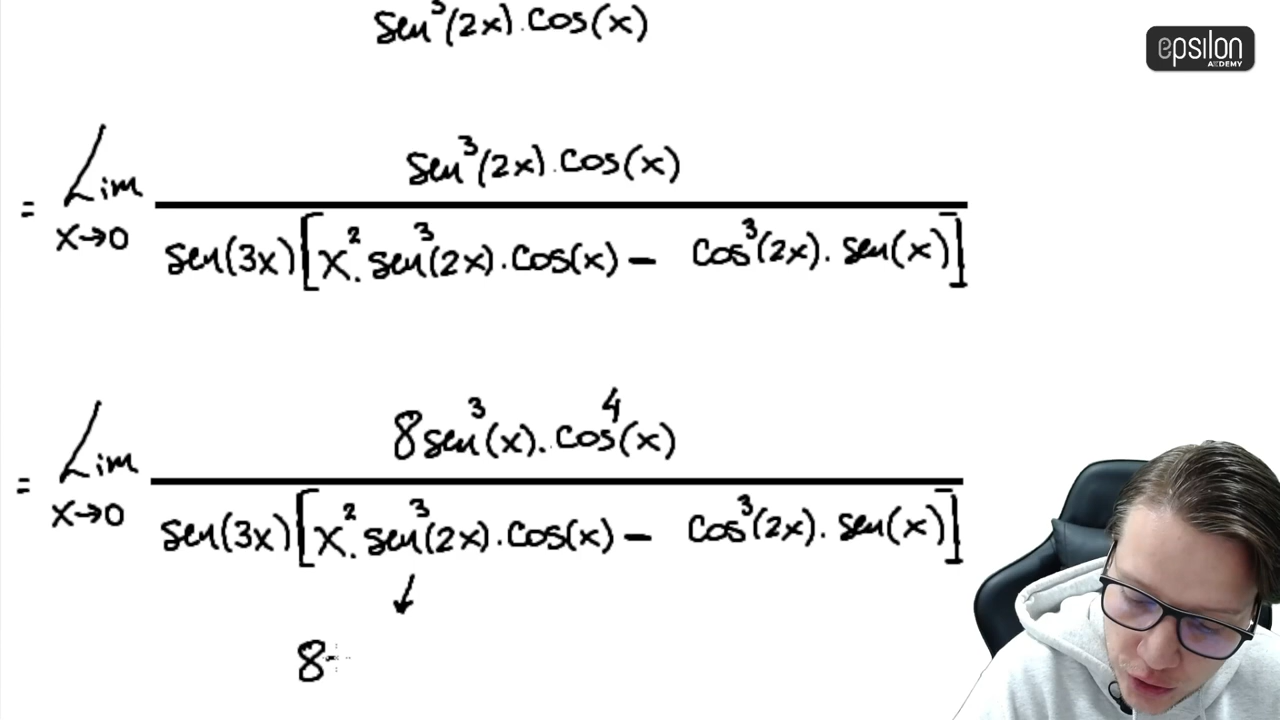 sen³(2x).cos(x)
epsilon
AXDEMY
= Lim x→0 sen³(2x).cos(x) / sen(3x)[x².sen³(2x).cos(x) - cos³(2x).sen(x)]
= Lim x→0 8sen³(x).cos⁴(x) / sen(3x)[x².sen³(2x).cos(x) - cos³(2x).sen(x)]
↓
8